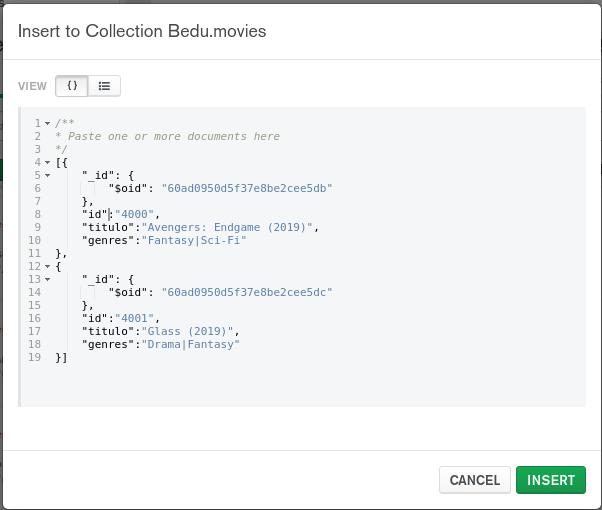 Insert to Collection Bedu.movies
VIEW {}
1 /**
2 * Paste one or more documents here
3 */
4 [{
5 "_id": {
6 "$oid": "60ad0950d5f37e8be2cee5db"
7 },
8 "id":"4000",
9 "titulo":"Avengers: Endgame (2019)",
10 "genres":"Fantasy|Sci-Fi"
11 },
12 {
13 "_id": {
14 "$oid": "60ad0950d5f37e8be2cee5dc"
15 },
16 "id":"4001",
17 "titulo":"Glass (2019)",
18 "genres":"Drama|Fantasy"
19 }]
CANCEL INSERT